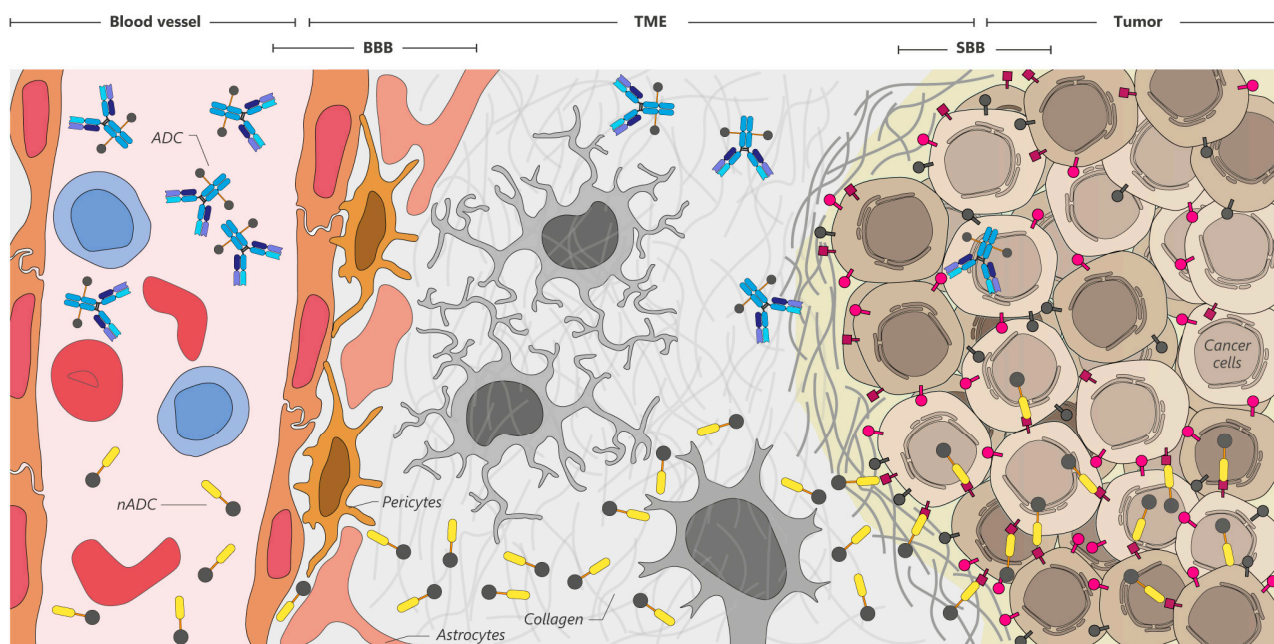 Blood vessel
TME
Tumor
BBB
SBB
ADC
Cancer
cells
nADC
Pericytes
Collagen
Astrocytes